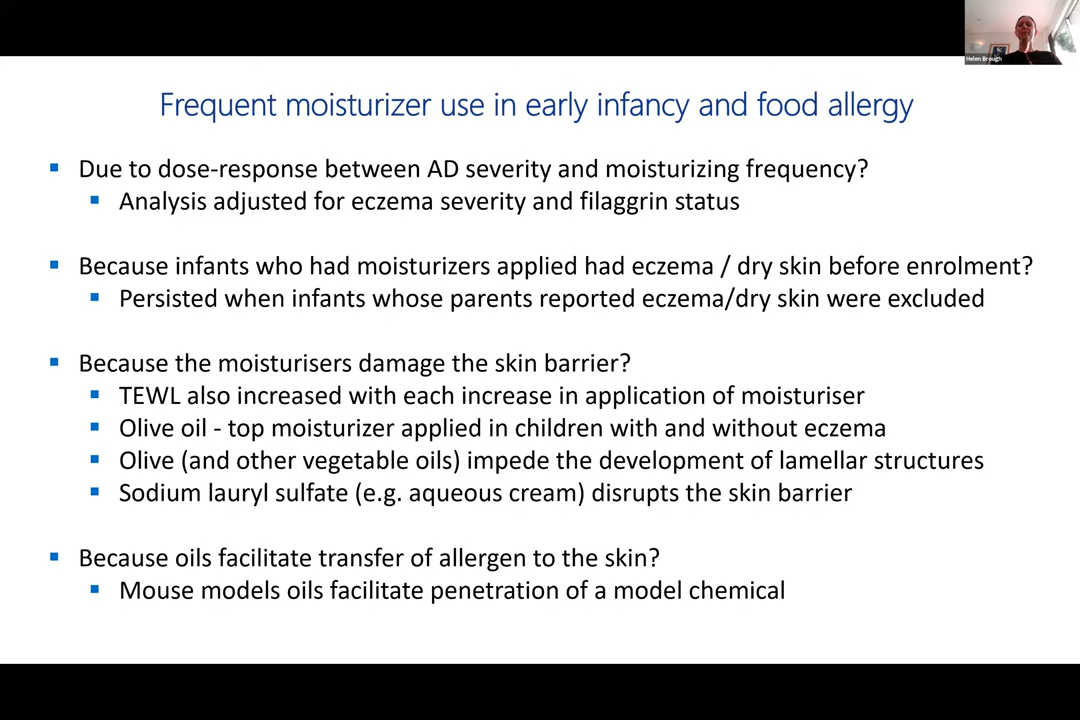 Helen Brough
Frequent moisturizer use in early infancy and food allergy
Due to dose-response between AD severity and moisturizing frequency?
Analysis adjusted for eczema severity and filaggrin status
Because infants who had moisturizers applied had eczema / dry skin before enrolment?
Persisted when infants whose parents reported eczema/dry skin were excluded
Because the moisturisers damage the skin barrier?
TEWL also increased with each increase in application of moisturiser
Olive oil - top moisturizer applied in children with and without eczema
Olive (and other vegetable oils) impede the development of lamellar structures
Sodium lauryl sulfate (e.g. aqueous cream) disrupts the skin barrier
Because oils facilitate transfer of allergen to the skin?
Mouse models oils facilitate penetration of a model chemical